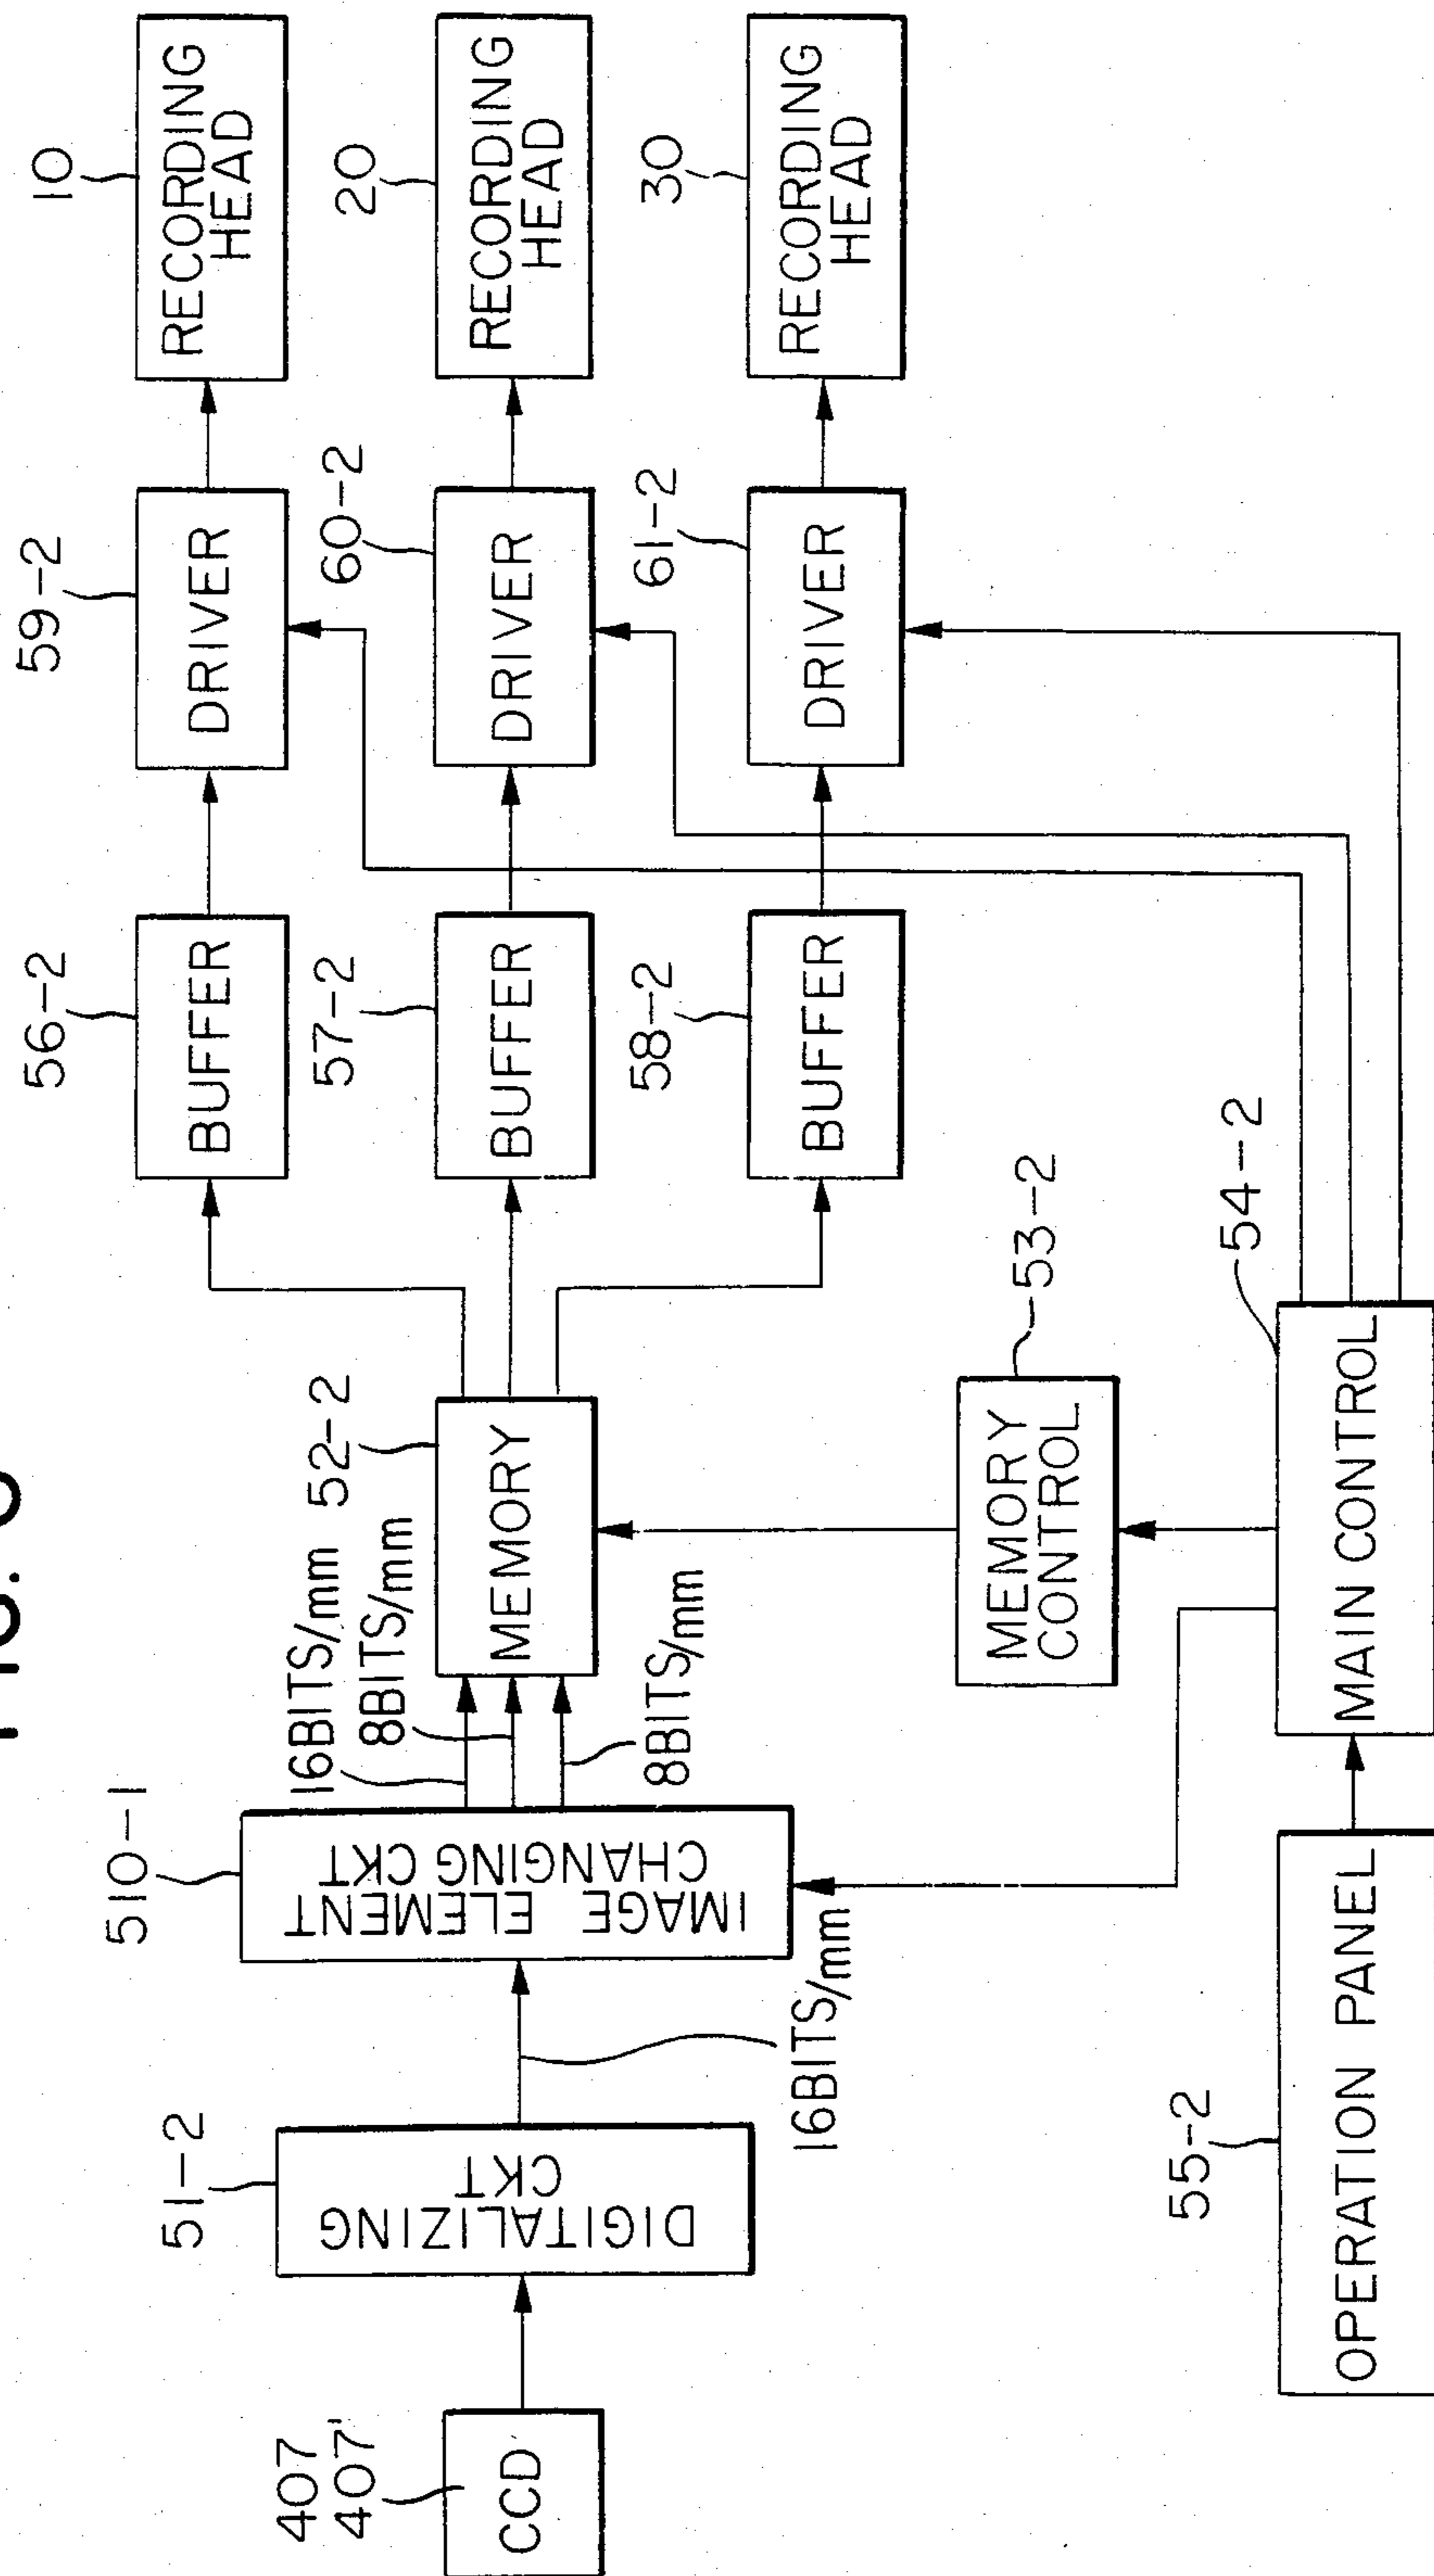 FIG.
407
407'
CCD
51-2
DIGITALIZING
CKT
16BITS/mm
510-1
IMAGE ELEMENT
CHANGING CKT
16BITS/mm
8BITS/mm
8BITS/mm
52-2
MEMORY
56-2
BUFFER
59-2
DRIVER
10
RECORDING
HEAD
57-2
BUFFER
60-2
DRIVER
20
RECORDING
HEAD
58-2
BUFFER
61-2
DRIVER
30
RECORDING
HEAD
53-2
MEMORY
CONTROL
55-2
OPERATION PANEL
54-2
MAIN CONTROL